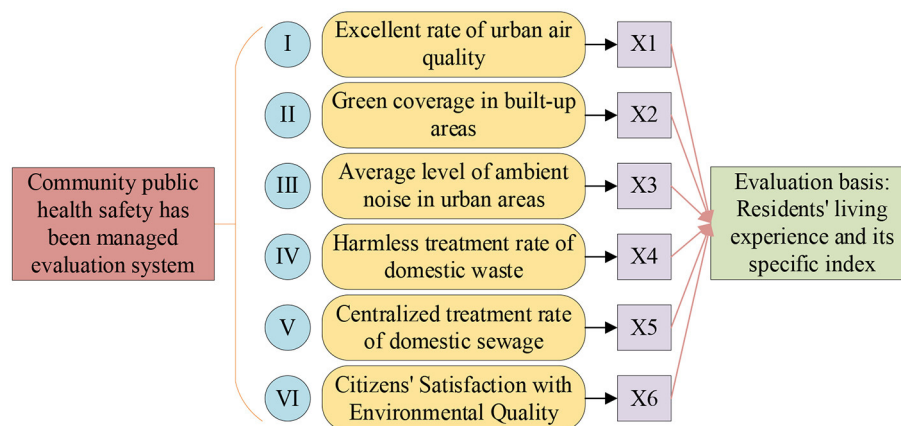 Community public
health safety has
been managed
evaluation system
I
Excellent rate of urban air
quality
X1
II
Green coverage in built-up
areas
X2
III
Average level of ambient
noise in urban areas
X3
IV
Harmless treatment rate of
domestic waste
X4
V
Centralized treatment rate
of domestic sewage
X5
VI
Citizens' Satisfaction with
Environmental Quality
X6
Evaluation basis:
Residents' living
experience and its
specific index